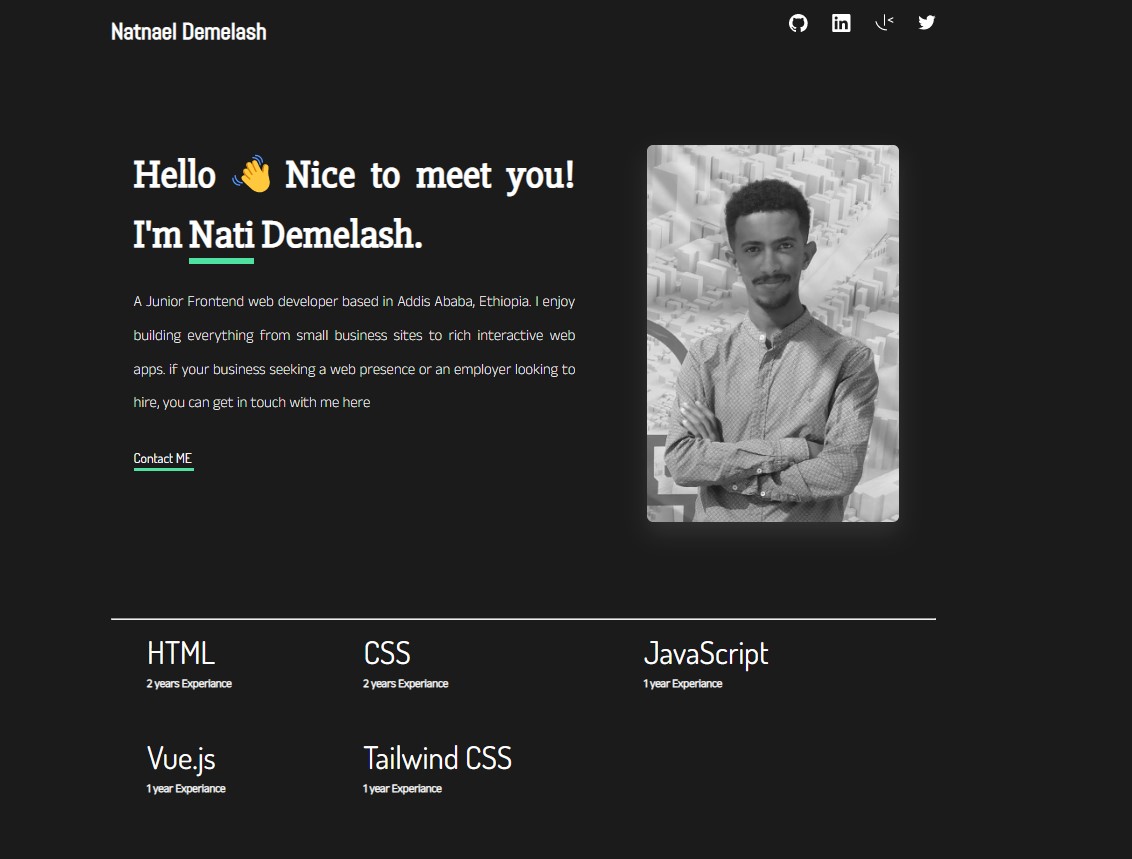 Natnael Demelash
Hello 👋 Nice to meet you!
I'm Nati Demelash.
A Junior Frontend web developer based in Addis Ababa, Ethiopia. I enjoy
building everything from small business sites to rich interactive web
apps. if your business seeking a web presence or an employer looking to
hire, you can get in touch with me here
Contact ME
HTML CSS JavaScript
2 years Experiance 2 years Experiance 1 year Experiance
Vue.js Tailwind CSS
1 year Experiance 1 year Experiance